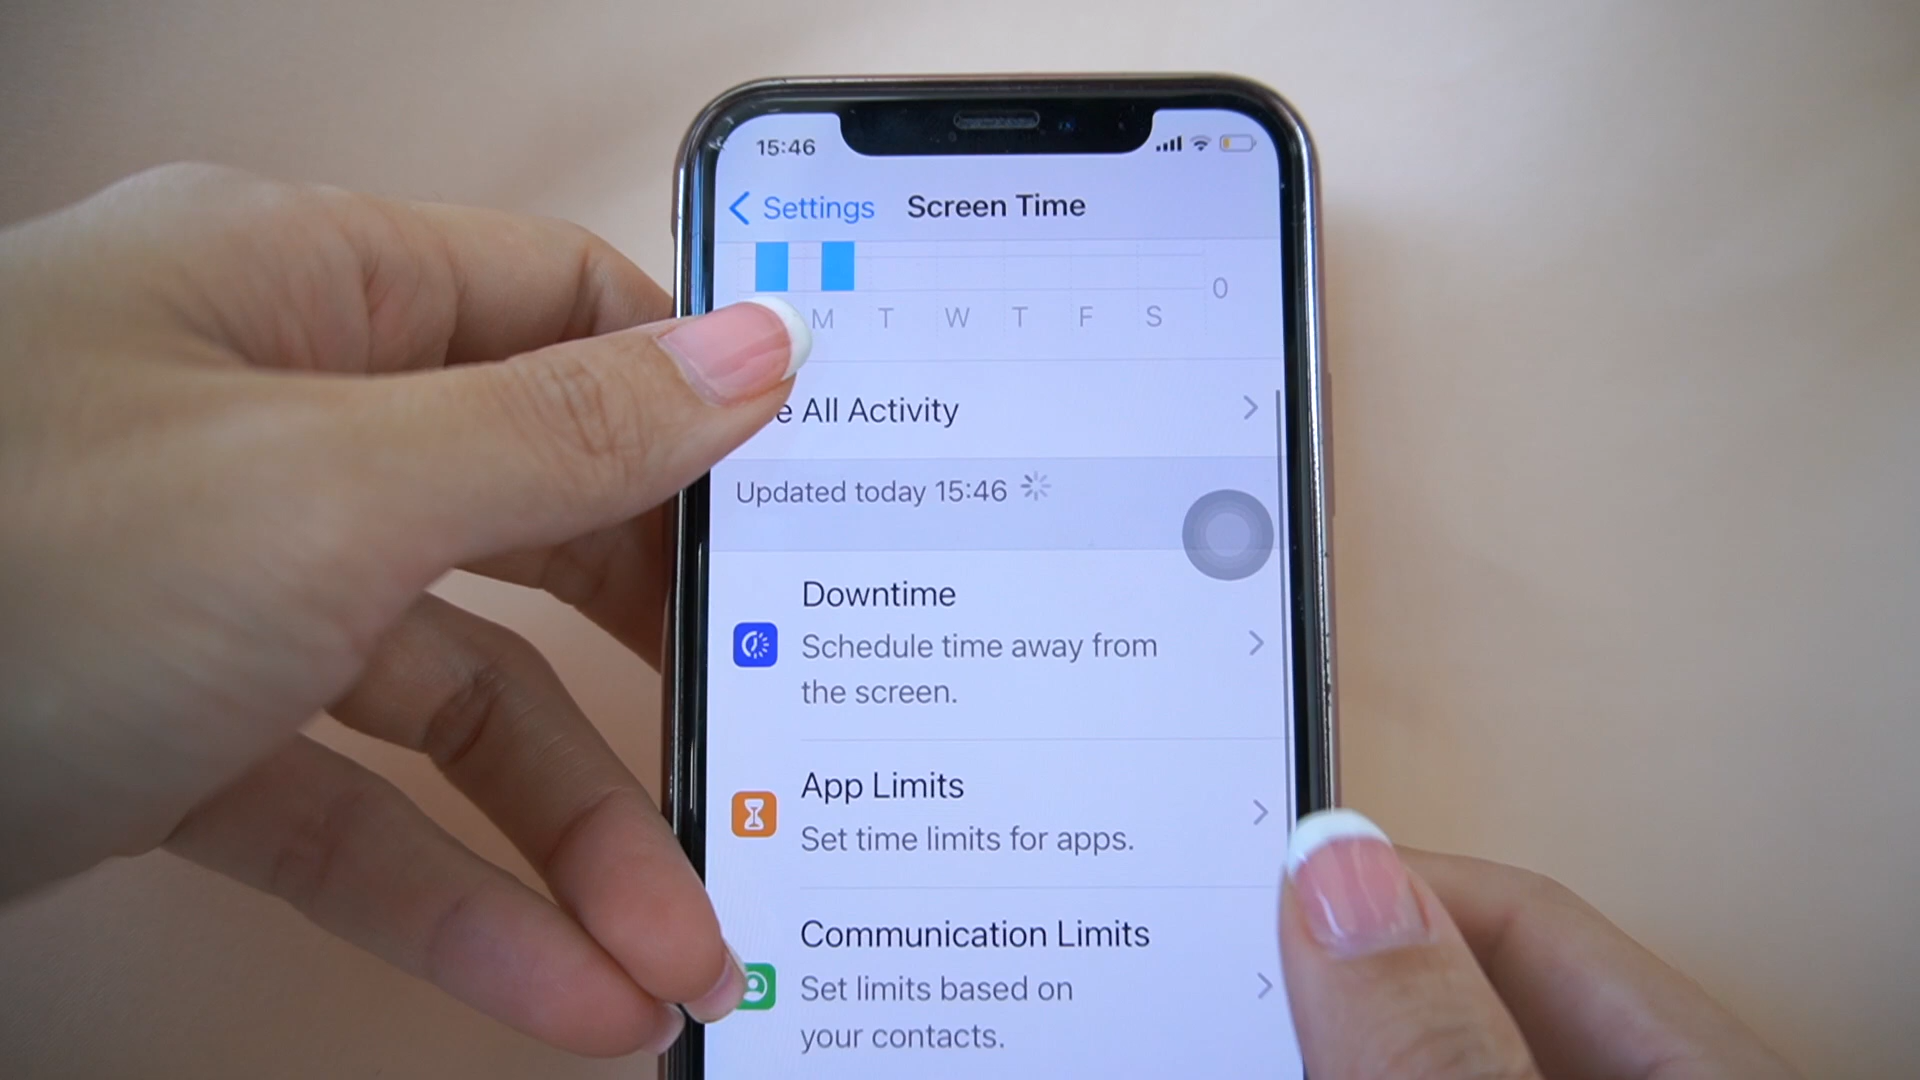 15:46
Settings Screen Time
0
M T W T F S
All Activity
Updated today 15:46
Downtime
Schedule time away from
the screen.
App Limits
Set time limits for apps.
Communication Limits
Set limits based on
your contacts.